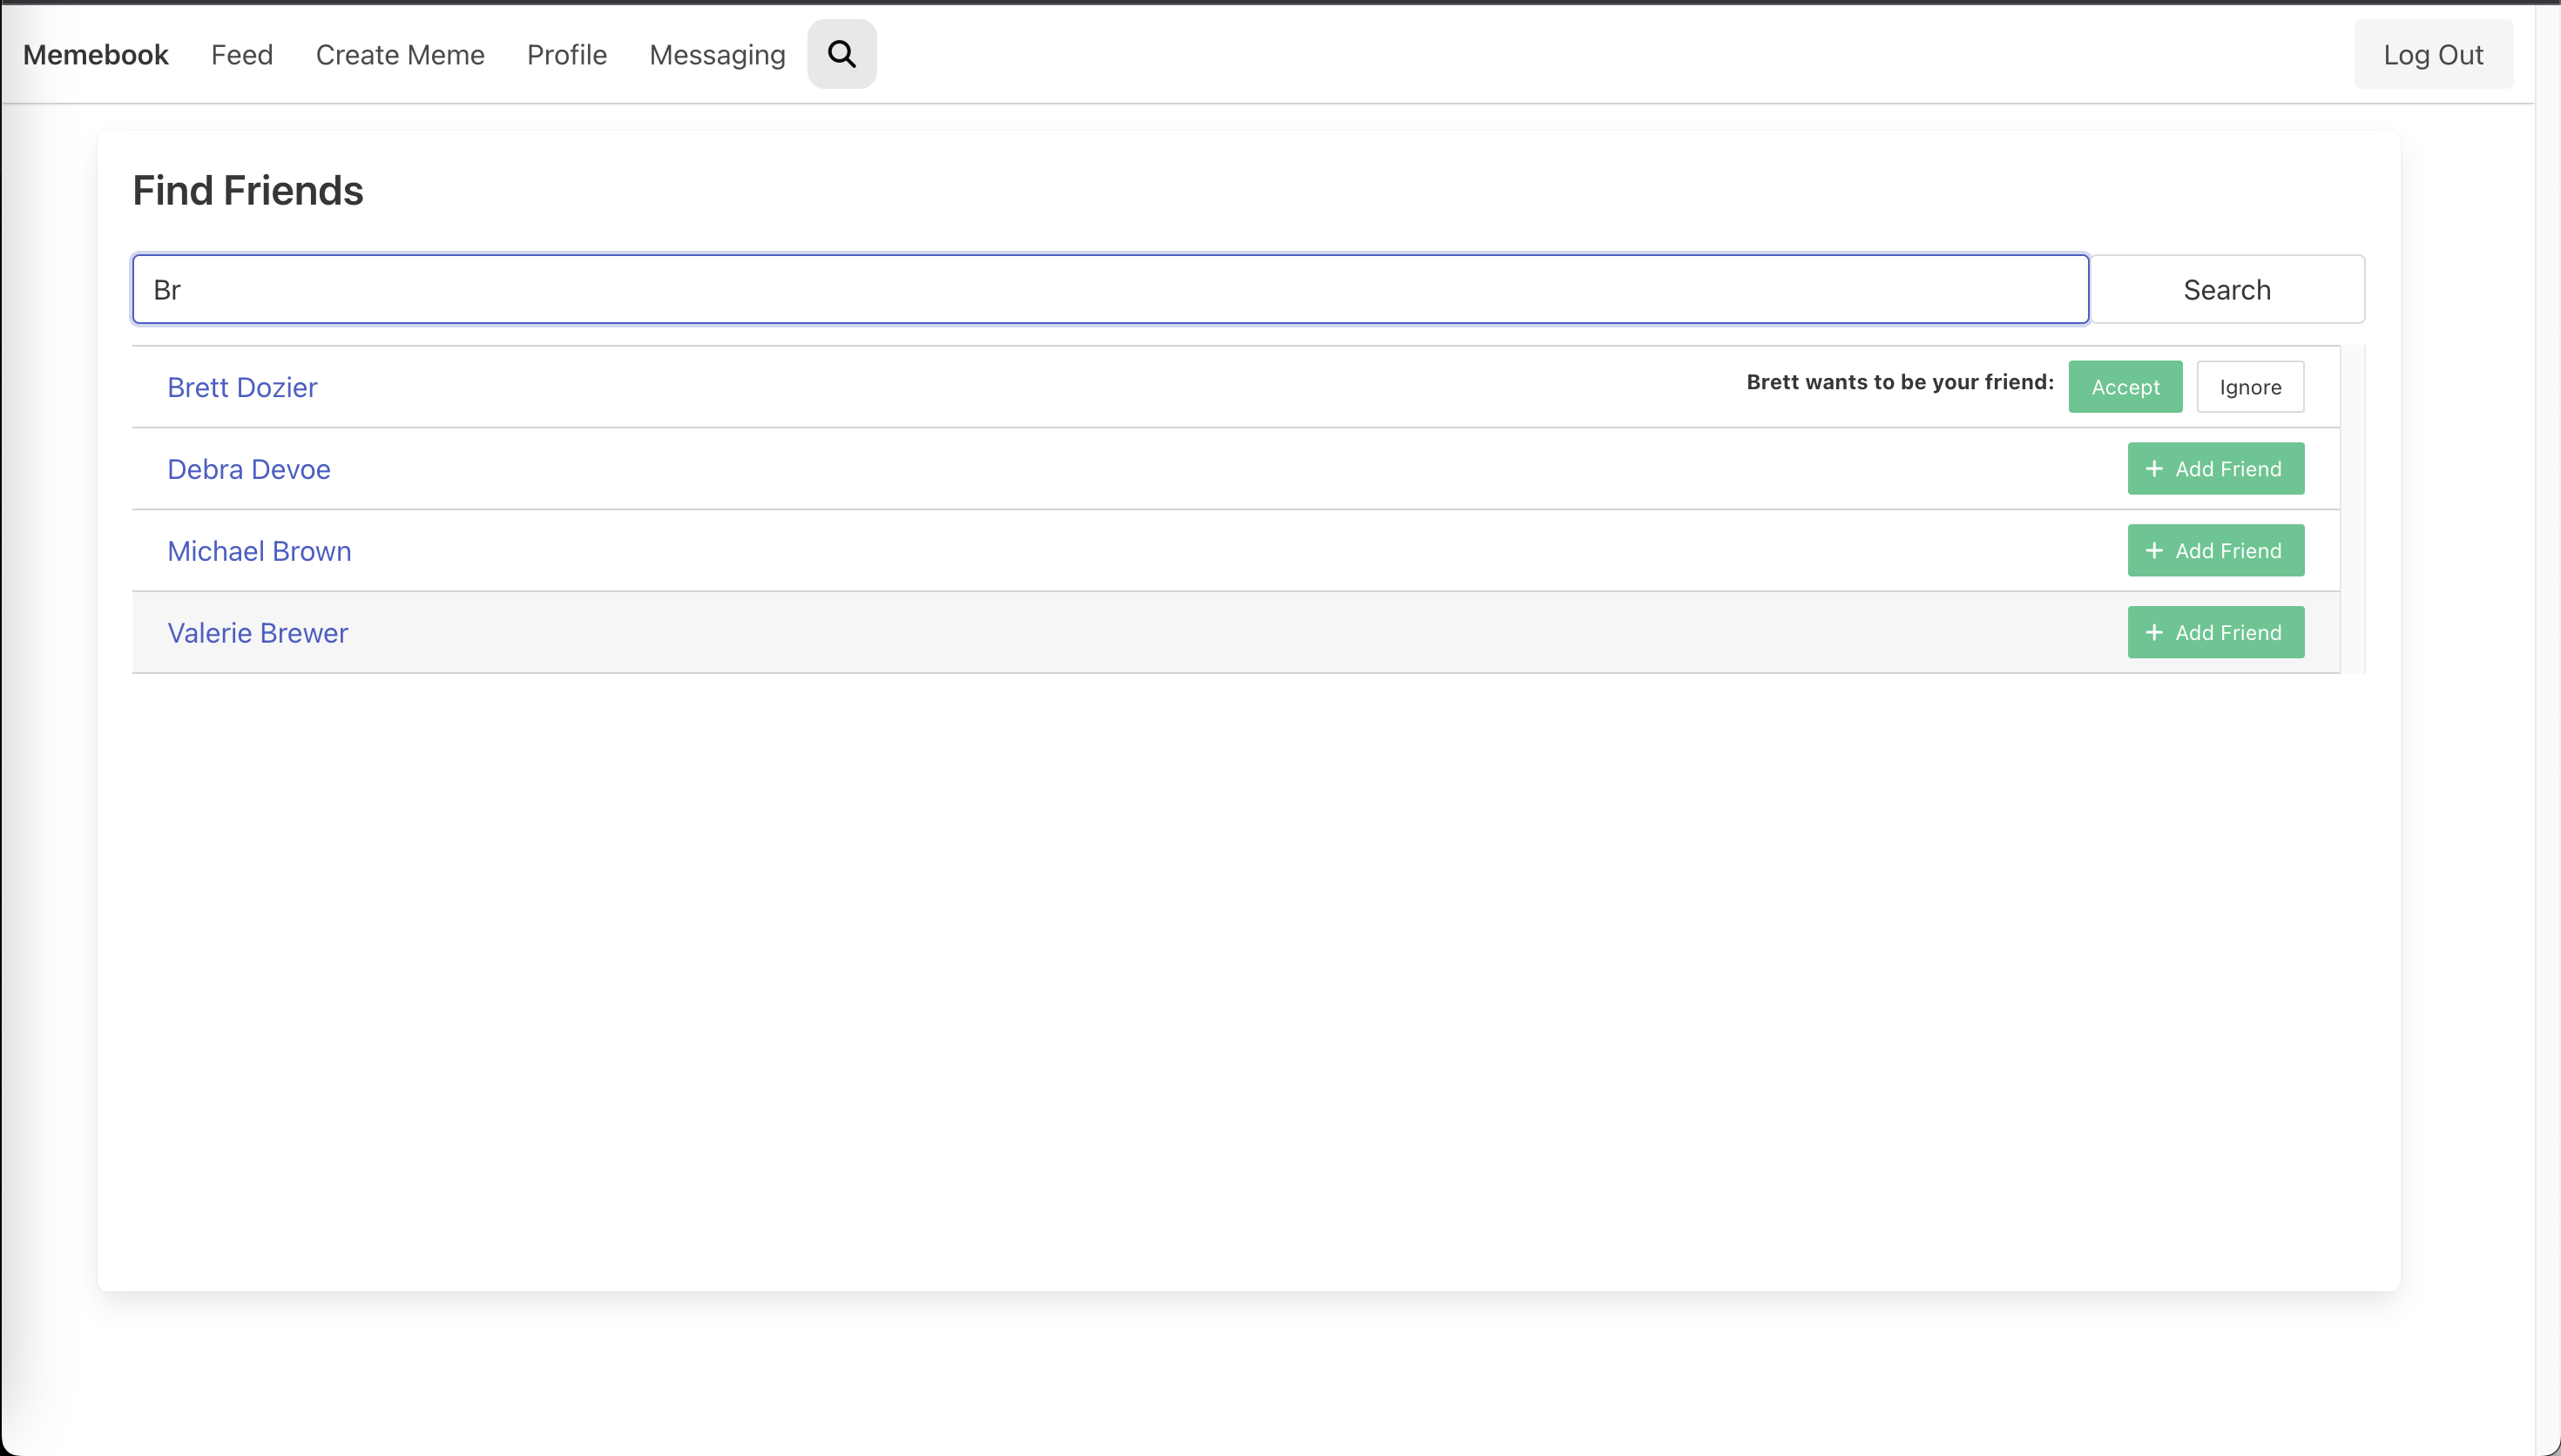 Memebook Feed Create Meme Profile Messaging Log Out
Find Friends
Br Search
Brett Dozier Brett wants to be your friend: Accept Ignore
Debra Devoe + Add Friend
Michael Brown + Add Friend
Valerie Brewer + Add Friend